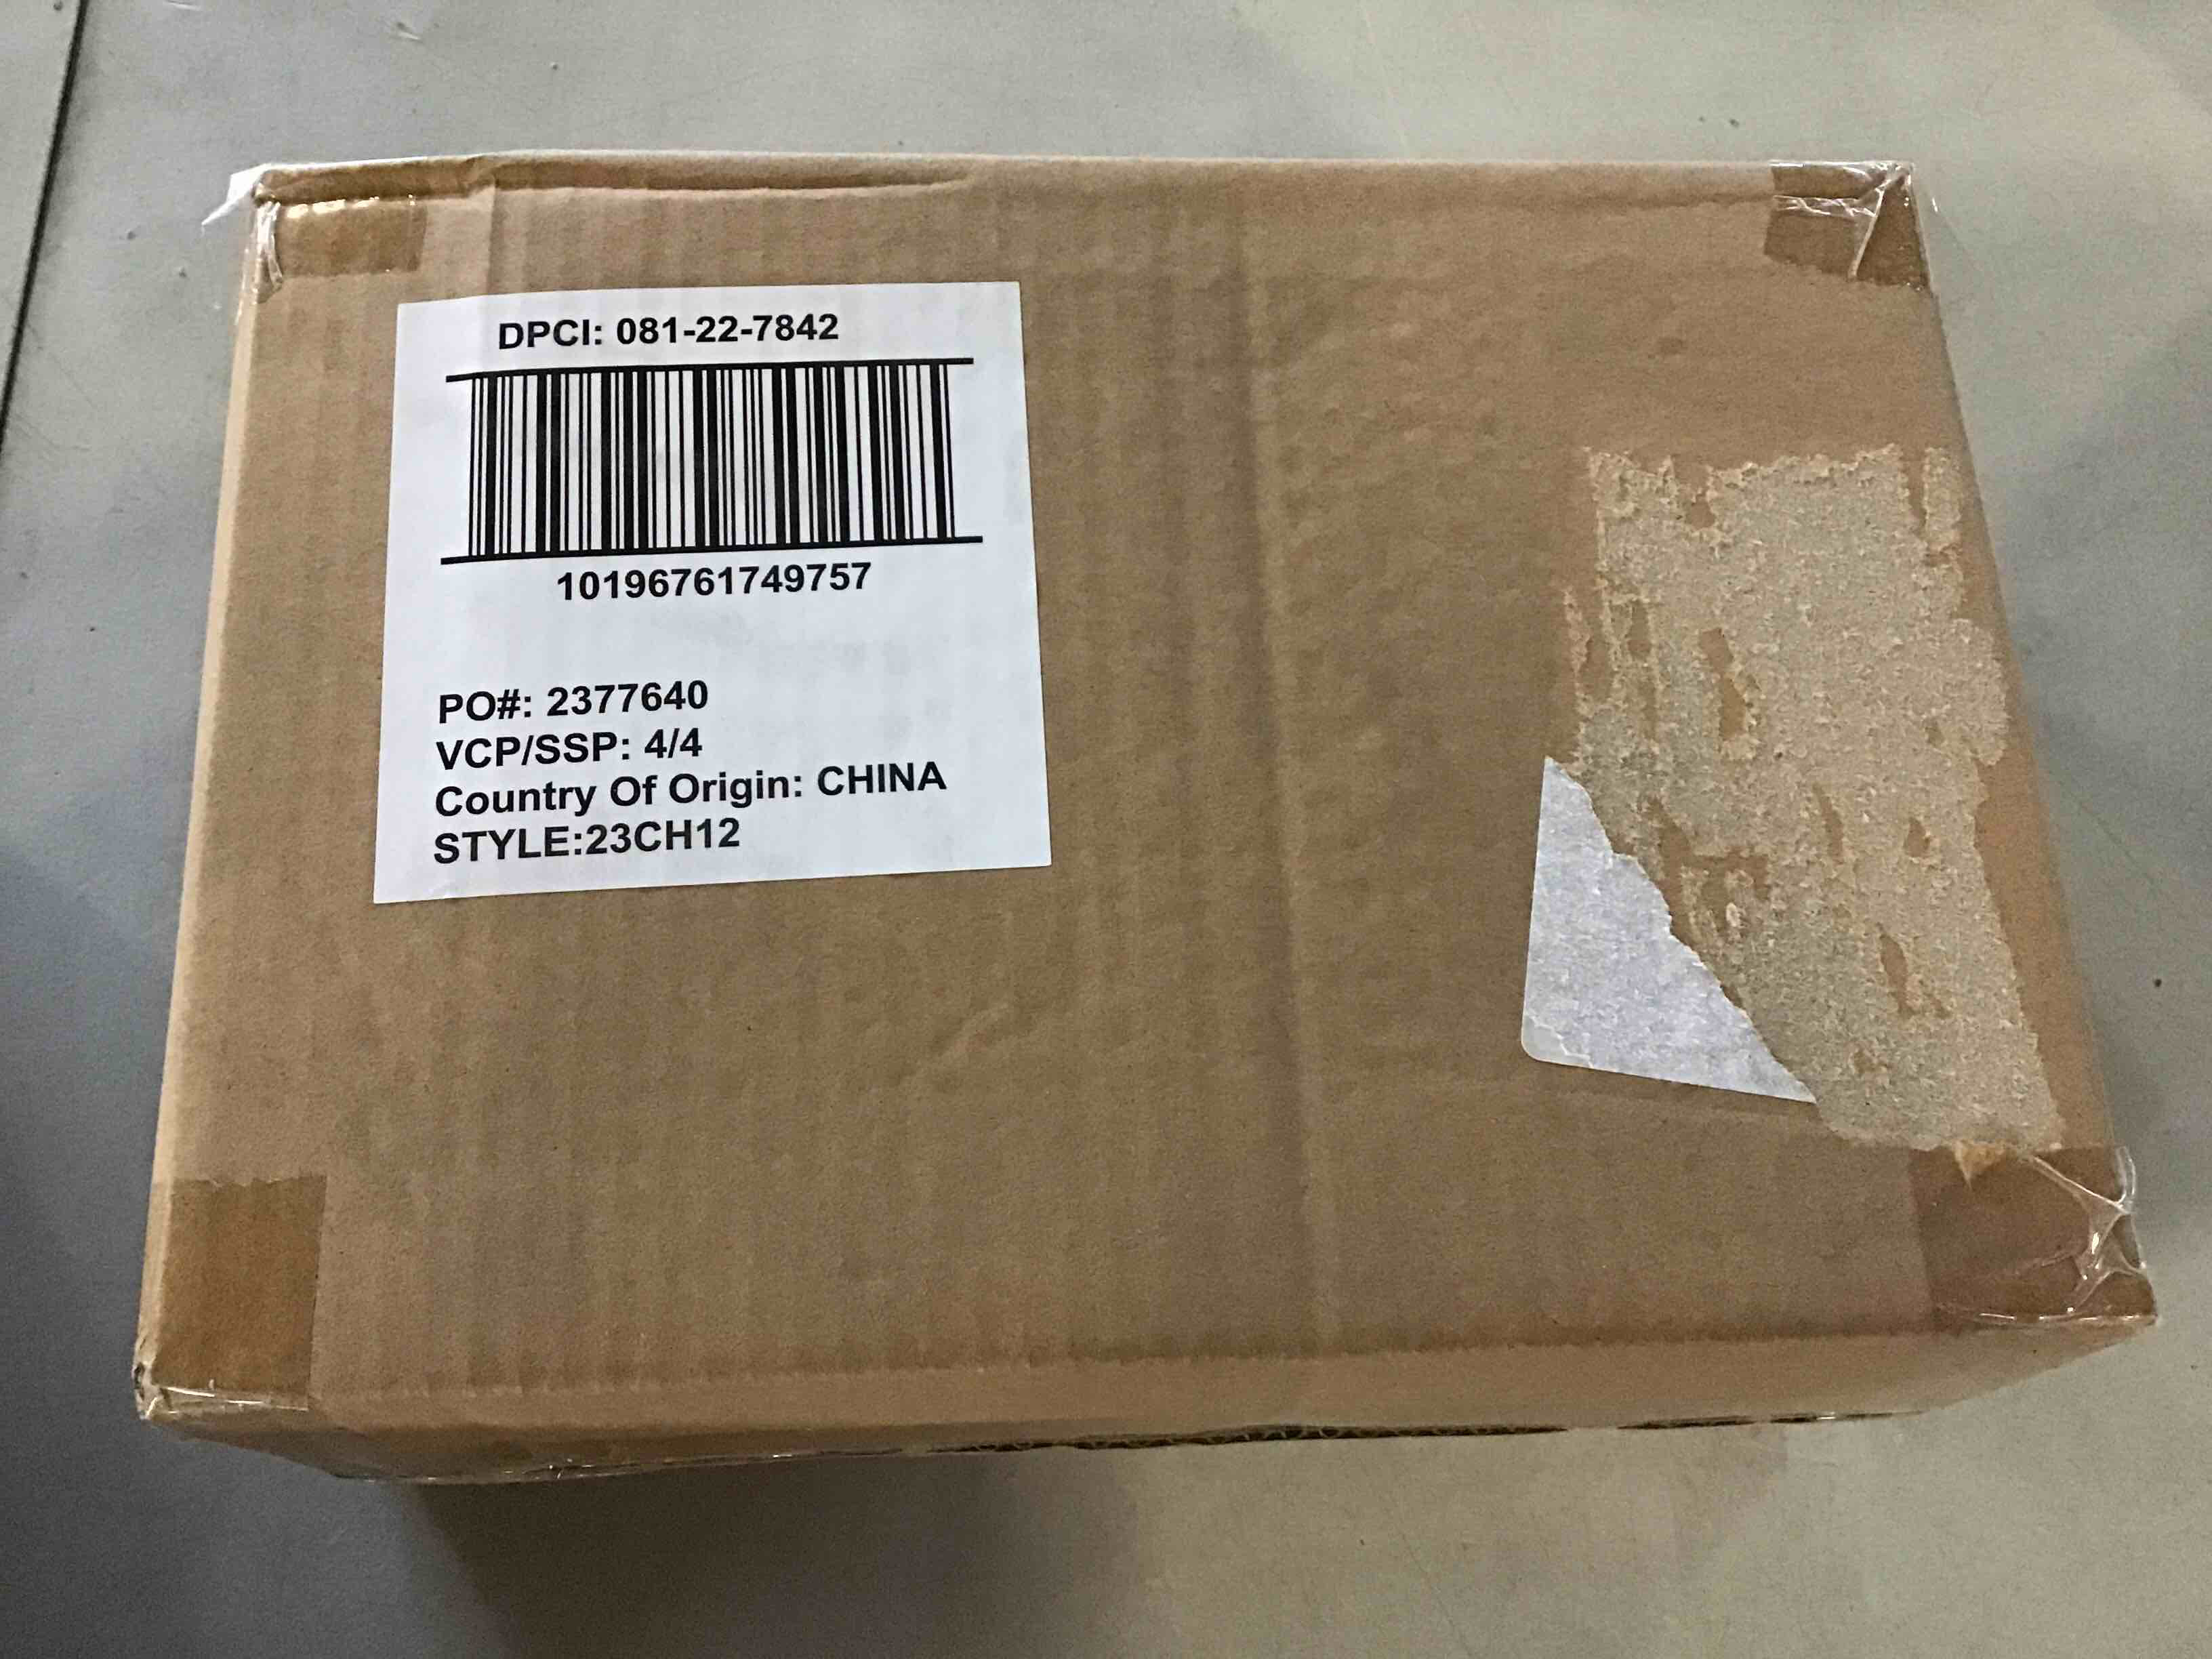 DPCI: 081-22-7842
10196761749757
PO#: 2377640
VCP/SSP: 4/4
Country Of Origin: CHINA
STYLE:23CH12